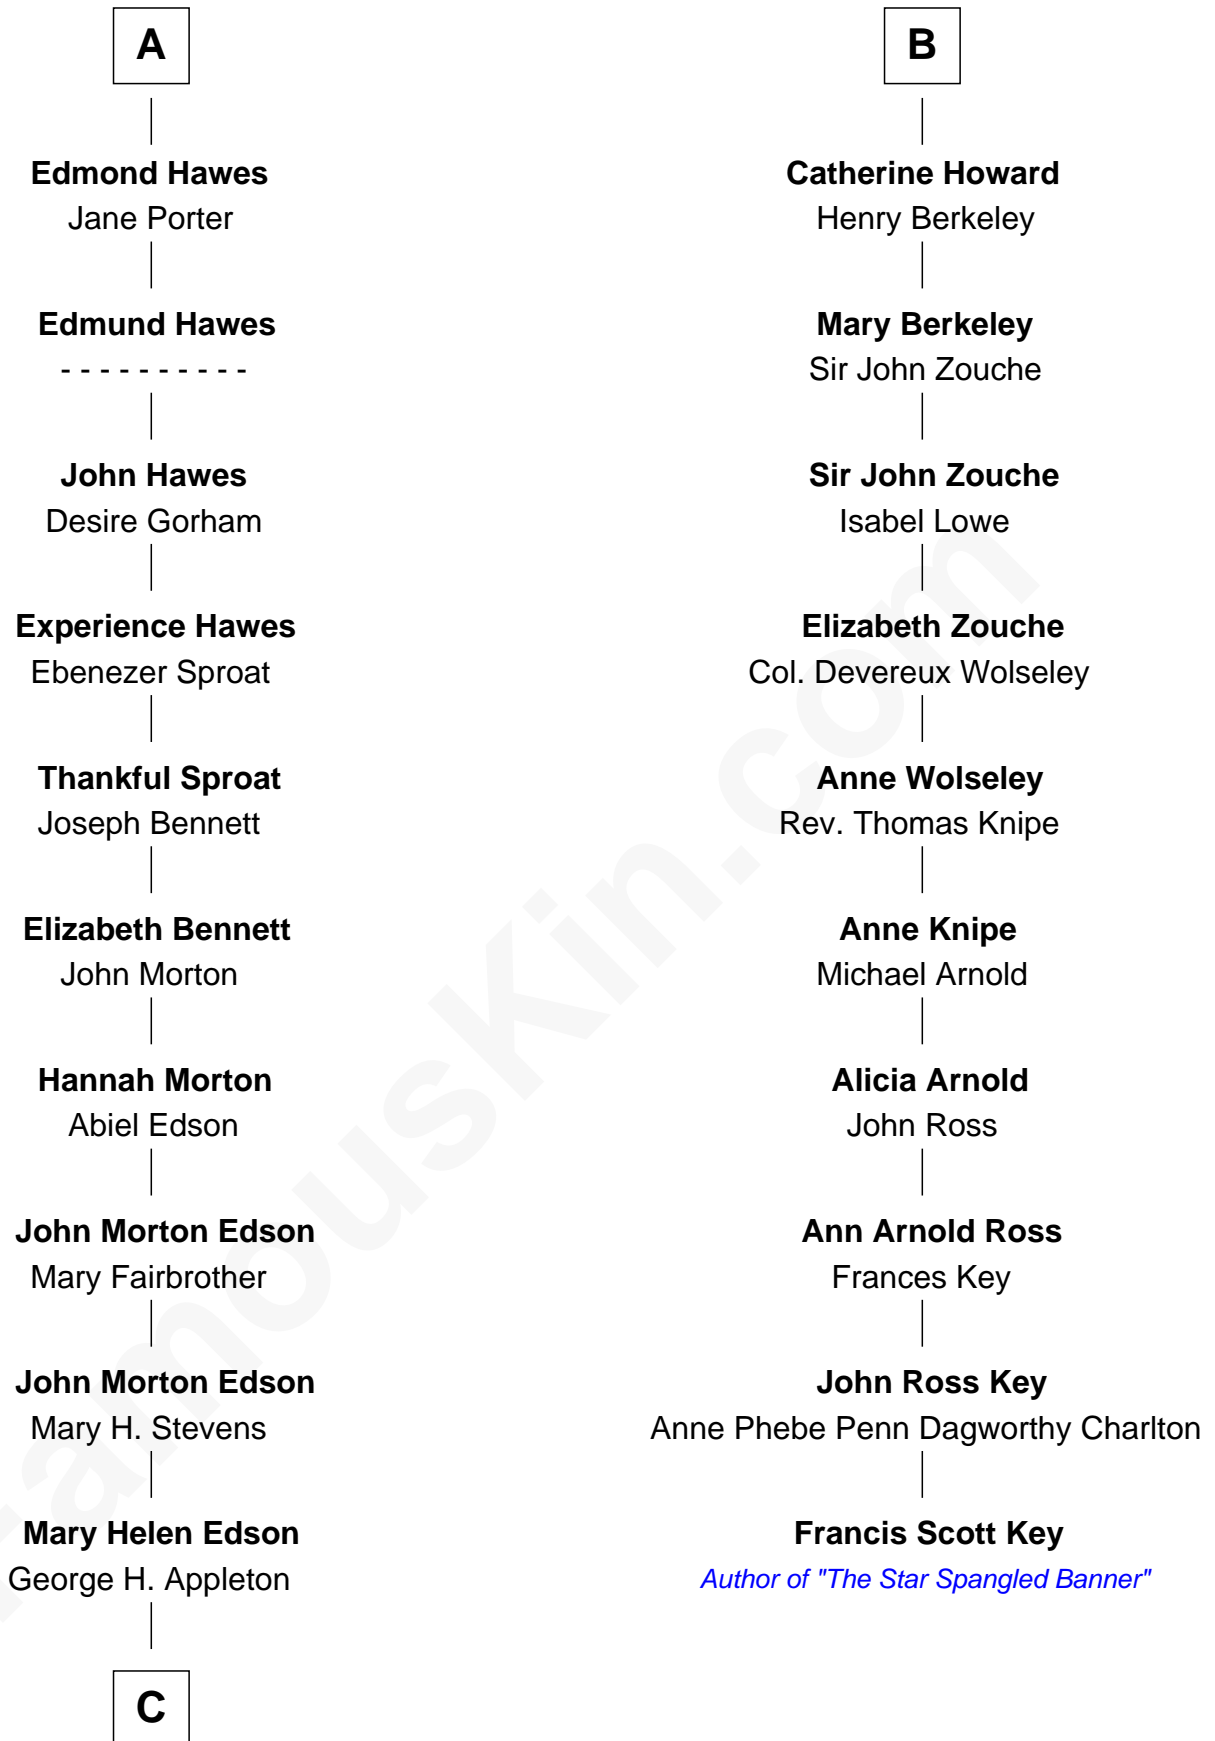 A
Edmond Hawes
Jane Porter
Edmund Hawes
- - - - - - - - - -
John Hawes
Desire Gorham
Experience Hawes
Ebenezer Sproat
Thankful Sproat
Joseph Bennett
Elizabeth Bennett
John Morton
Hannah Morton
Abiel Edson
John Morton Edson
Mary Fairbrother
John Morton Edson
Mary H. Stevens
Mary Helen Edson
George H. Appleton
C
B
Catherine Howard
Henry Berkeley
Mary Berkeley
Sir John Zouche
Sir John Zouche
Isabel Lowe
Elizabeth Zouche
Col. Devereux Wolseley
Anne Wolseley
Rev. Thomas Knipe
Anne Knipe
Michael Arnold
Alicia Arnold
John Ross
Ann Arnold Ross
Frances Key
John Ross Key
Anne Phebe Penn Dagworthy Charlton
Francis Scott Key
Author of "The Star Spangled Banner"
FamousKin.com